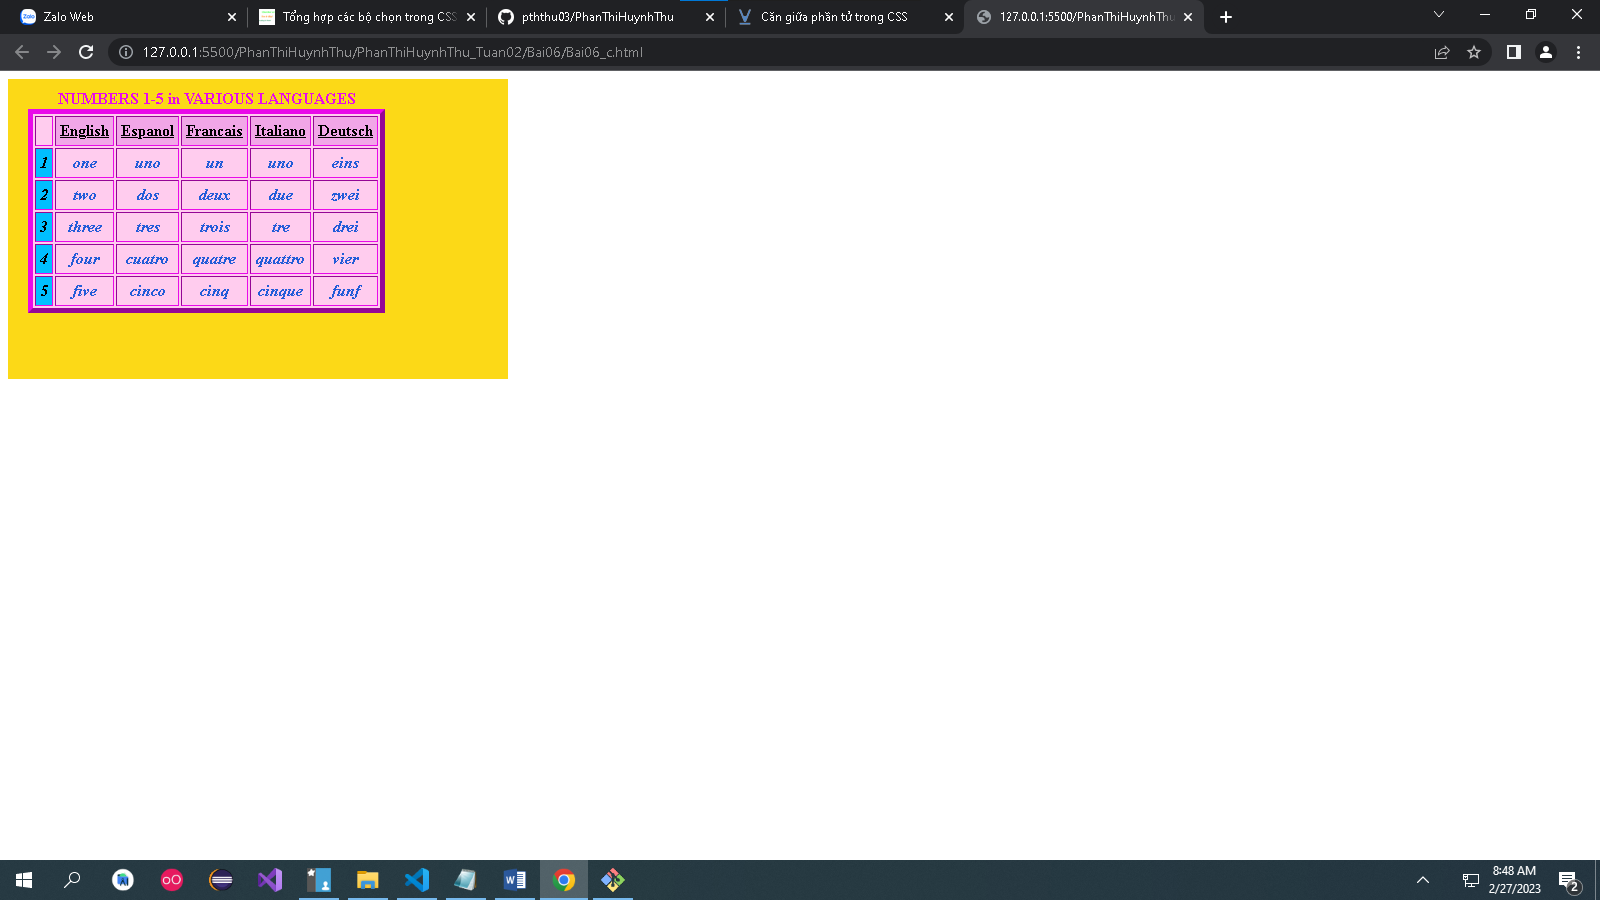 Zalo Web
Tổng hợp các bộ chọn trong CSS
pththu03/PhanThiHuynhThu
Căn giữa phần tử trong CSS
127.0.0.1:5500/PhanThiHuynhThu
127.0.0.1:5500/PhanThiHuynhThu/PhanThiHuynhThu_Tuan02/Bai06/Bai06_c.html
NUMBERS 1-5 in VARIOUS LANGUAGES
English Espanol Francais Italiano Deutsch
1 one uno un uno eins
2 two dos deux due zwei
3 three tres trois tre drei
4 four cuatro quatre quattro vier
5 five cinco cinq cinque funf
8:48 AM
2/27/2023
2